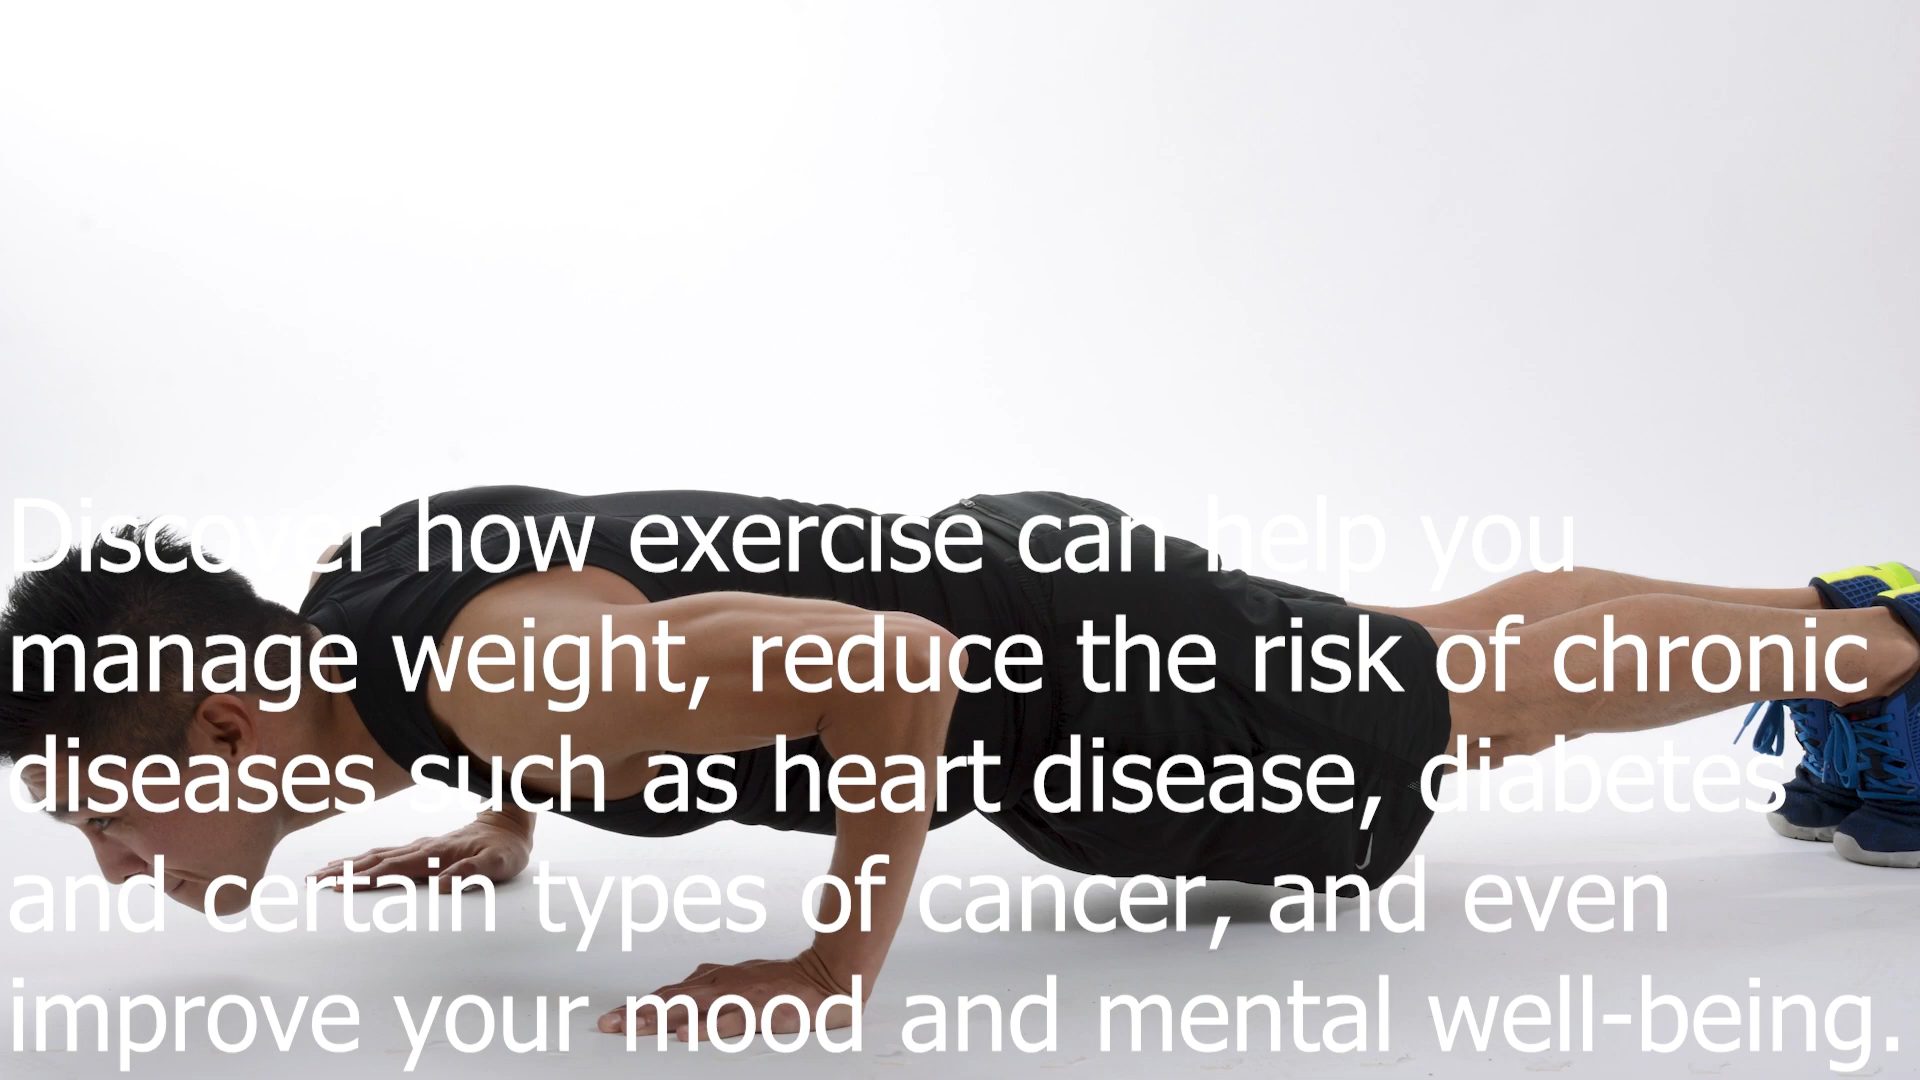 Discover how exercise can help you
manage weight, reduce the risk of chronic
diseases such as heart disease, diabetes
and certain types of cancer, and even
improve your mood and mental well-being.